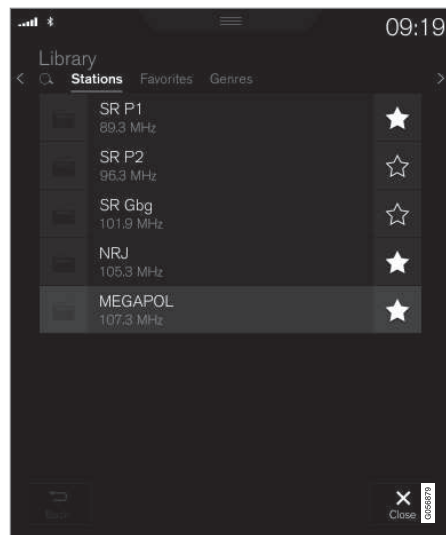 09:19
Library
Stations Favorites Genres
SR P1
89.3 MHz
SR P2
96.3 MHz
SR Gbg
101.9 MHz
NRJ
105.3 MHz
MEGAPOL
107.3 MHz
Back
Close
G056879